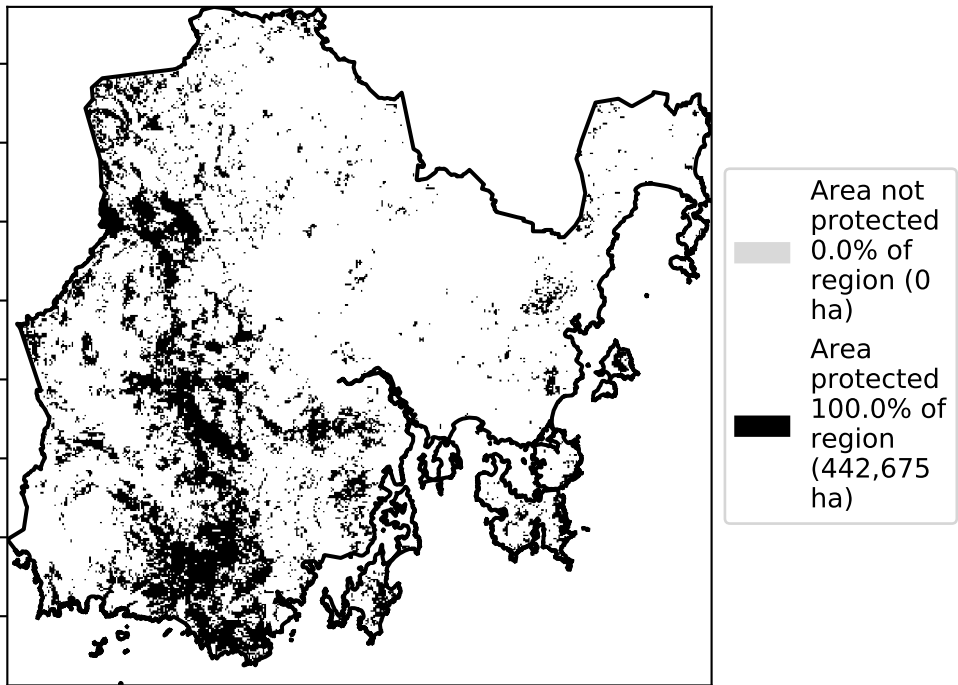 Area not
protected
0.0% of
region (0
ha)
Area
protected
100.0% of
region
(442,675
ha)